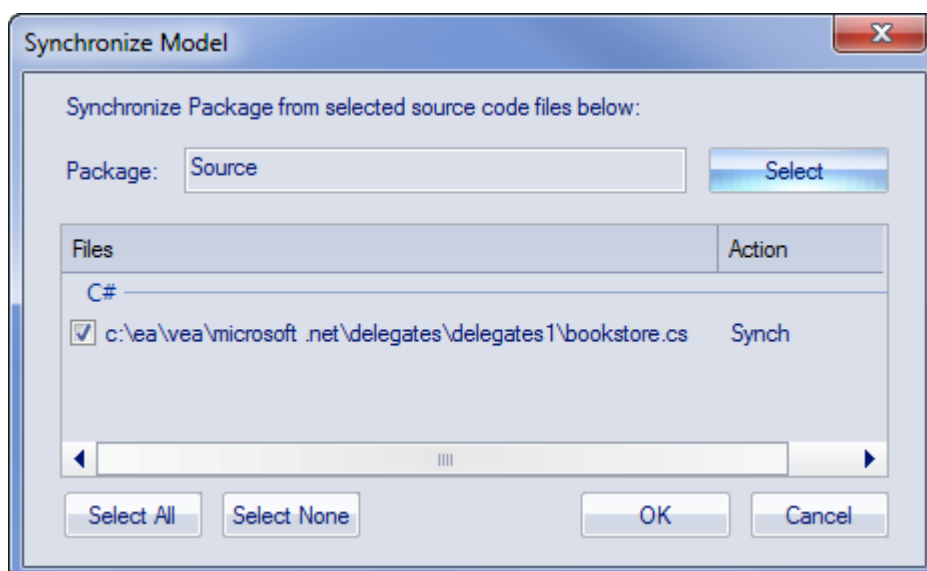 Synchronize Model
Synchronize Package from selected source code files below:
Package: Source Select
Files Action
C#
c:\ea\vea\microsoft .net\delegates\delegates1\bookstore.cs Synch
Select All Select None OK Cancel